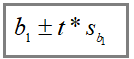 b₁ ± t * s_{b₁}